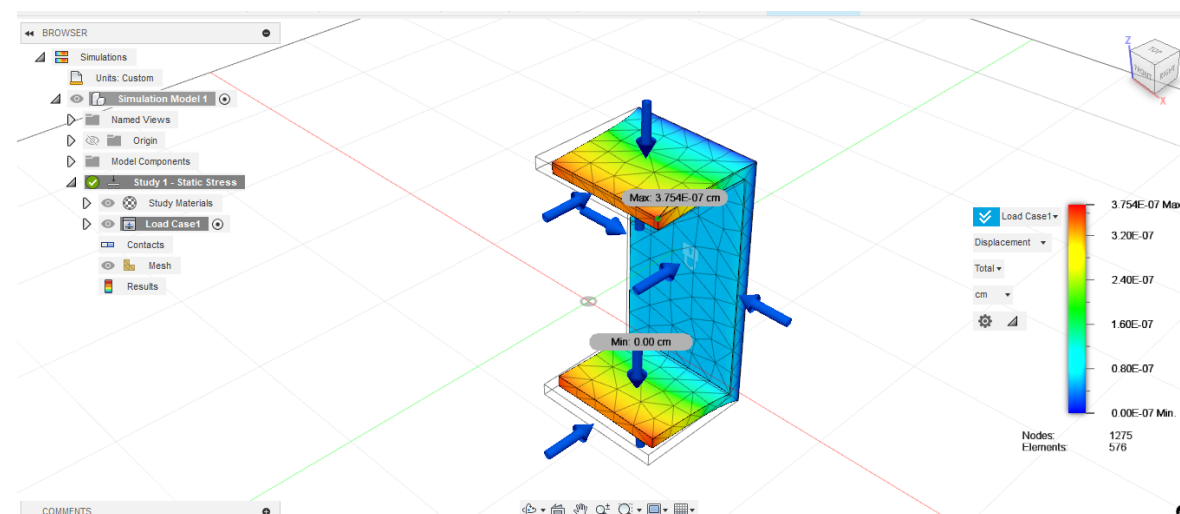 BROWSER
Simulations
Units: Custom
Simulation Model 1
Named Views
Origin
Model Components
Study 1 - Static Stress
Study Materials
Load Case1
Contacts
Mesh
Results
COMMENTS
Max: 3.754E-07 cm
Min: 0.00 cm
Z
TOP
FRONT RIGHT
X
Load Case1
Displacement
Total
cm
3.754E-07 Max
3.20E-07
2.40E-07
1.60E-07
0.80E-07
0.00E-07 Min.
Nodes: 1275
Elements: 576